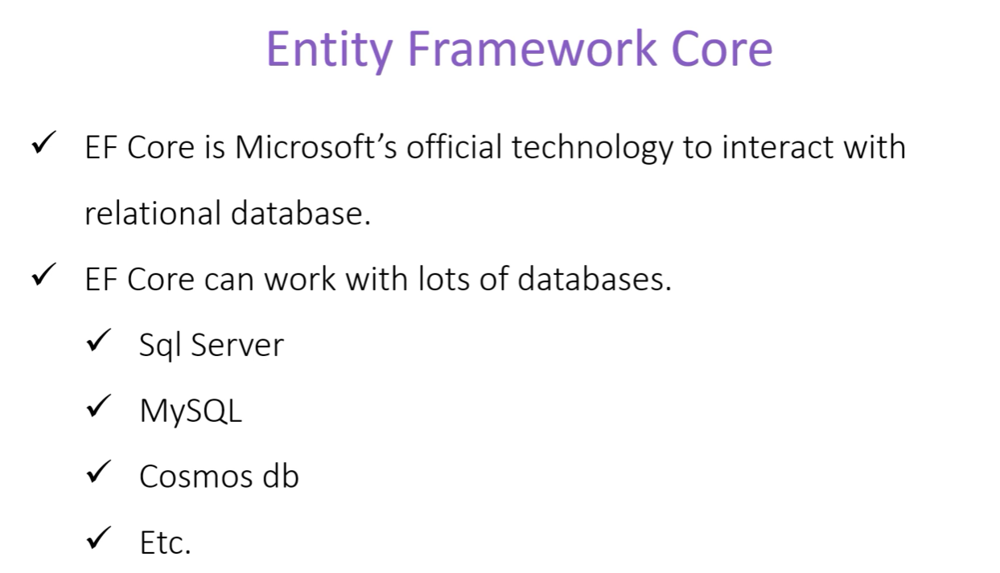 Entity Framework Core
✓ EF Core is Microsoft’s official technology to interact with
relational database.
✓ EF Core can work with lots of databases.
✓ Sql Server
✓ MySQL
✓ Cosmos db
✓ Etc.